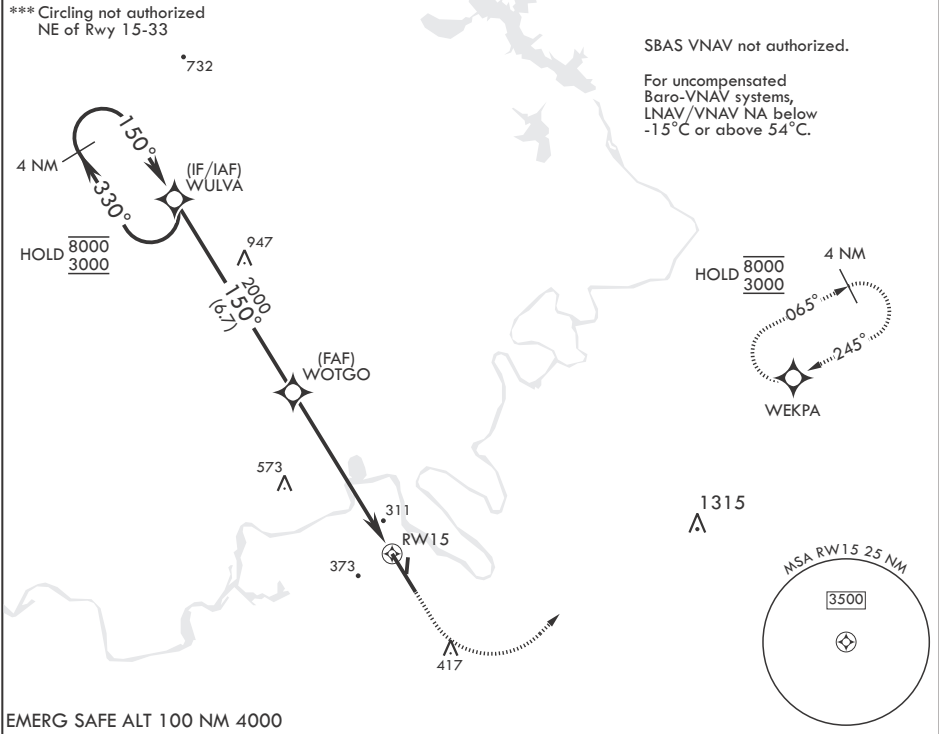 *** Circling not authorized
NE of Rwy 15-33
732
SBAS VNAV not authorized.
For uncompensated
Baro-VNAV systems,
LNAV/VNAV NA below
-15°C or above 54°C.
150°
4 NM
(IF/IAF)
WULVA
330°
HOLD 8000
3000
947
2000
150°
(6.7)
HOLD 8000
3000
4 NM
065°
245°
WEKPA
(FAF)
WOTGO
573
311
RW15
373
417
1315
MSA RW15 25 NM
3500
EMERG SAFE ALT 100 NM 4000